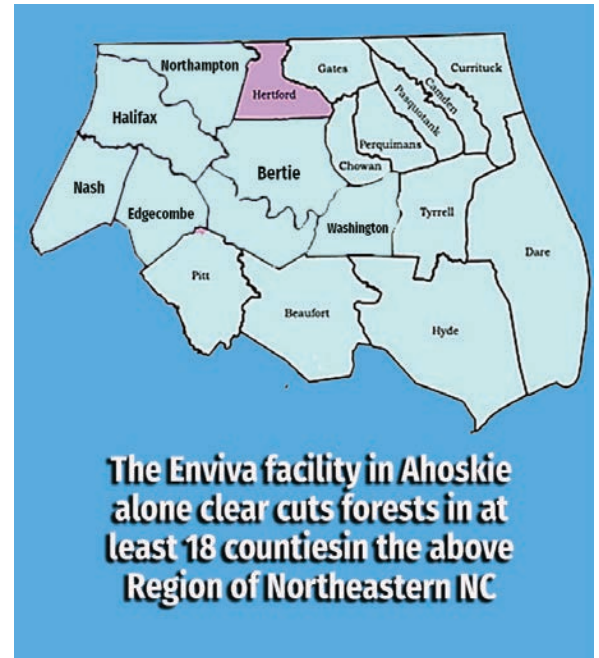 Northampton
Gates
Currituck
Hertford
Camden
Pasquotank
Halifax
Perquimans
Chowan
Bertie
Nash
Edgecombe
Washington
Tyrrell
Dare
Pitt
Beaufort
Hyde
The Enviva facility in Ahoskie
alone clear cuts forests in at
least 18 countiesin the above
Region of Northeastern NC